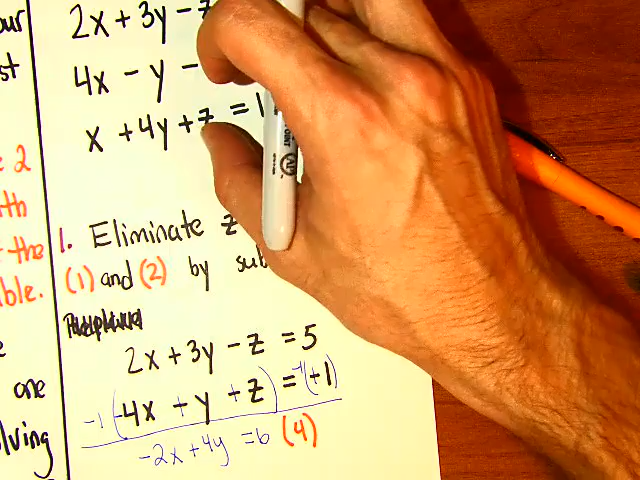 2x + 3y - z
4x - y -
x + 4y + z = 1
1. Eliminate z
(1) and (2) by sub
2x + 3y - z = 5
-1 (-4x + y + z) = -1(+1)
-2x + 4y = 6 (4)
our
st
e 2
th
the
ble.
one
lving